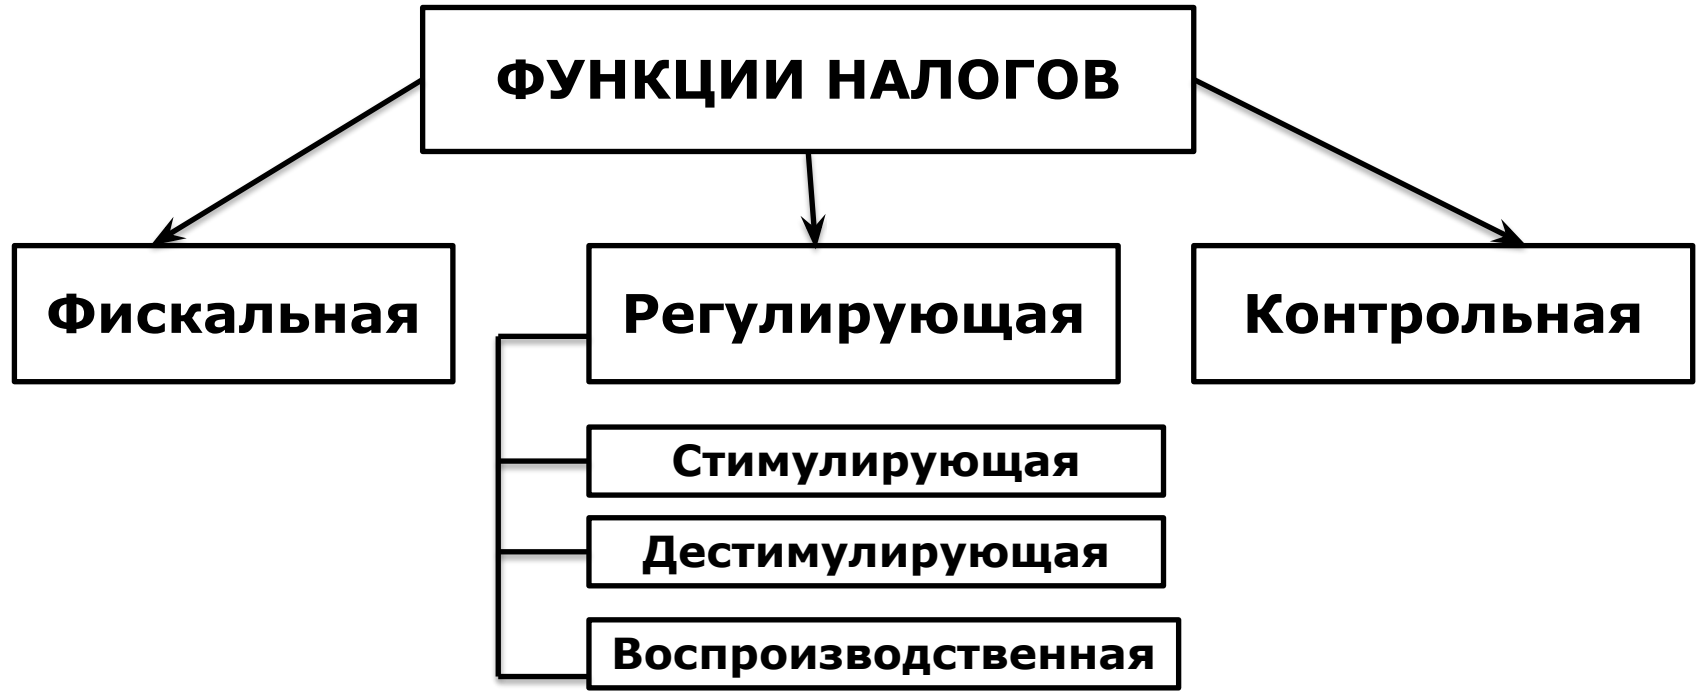 ФУНКЦИИ НАЛОГОВ
Фискальная
Регулирующая
Контрольная
Стимулирующая
Дестимулирующая
Воспроизводственная